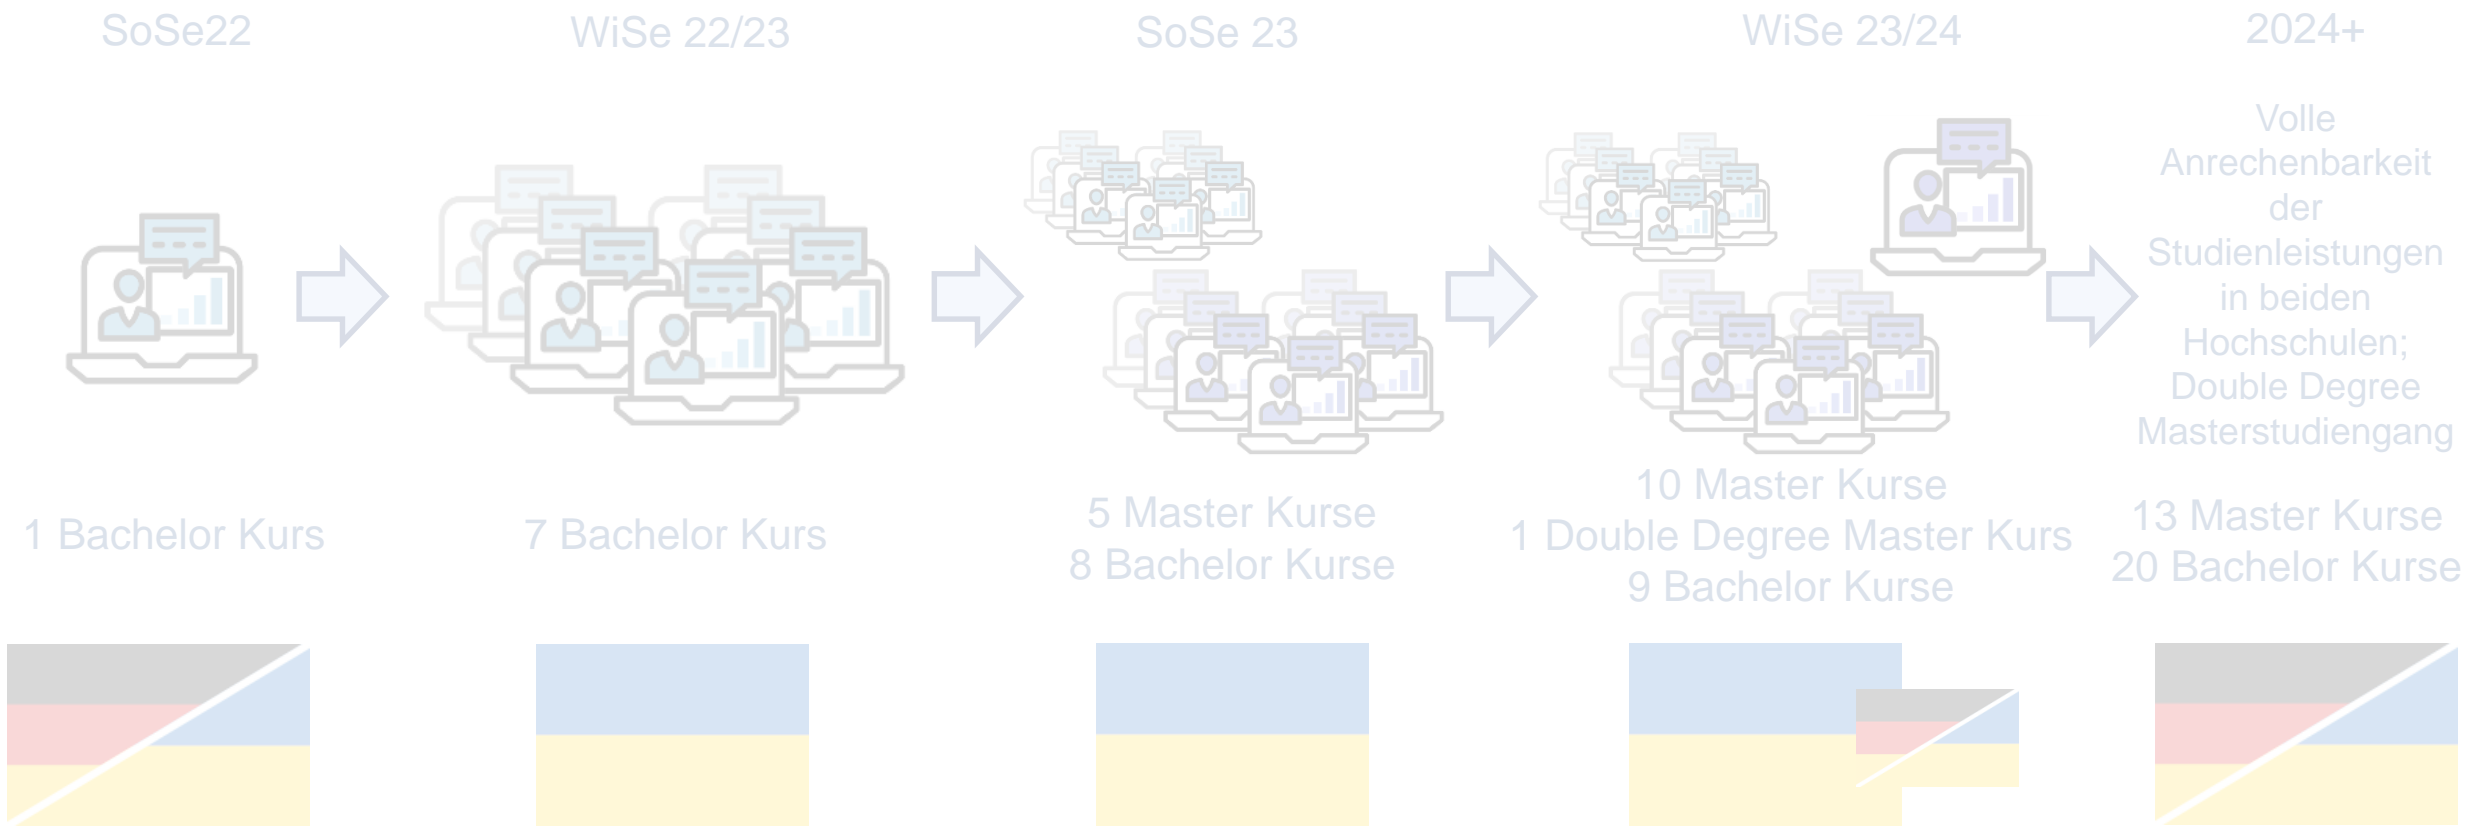 SoSe22
WiSe 22/23
SoSe 23
WiSe 23/24
2024+
Volle
Anrechenbarkeit
der
Studienleistungen
in beiden
Hochschulen;
Double Degree
Masterstudiengang
1 Bachelor Kurs
7 Bachelor Kurs
5 Master Kurse
8 Bachelor Kurse
10 Master Kurse
1 Double Degree Master Kurs
9 Bachelor Kurse
13 Master Kurse
20 Bachelor Kurse